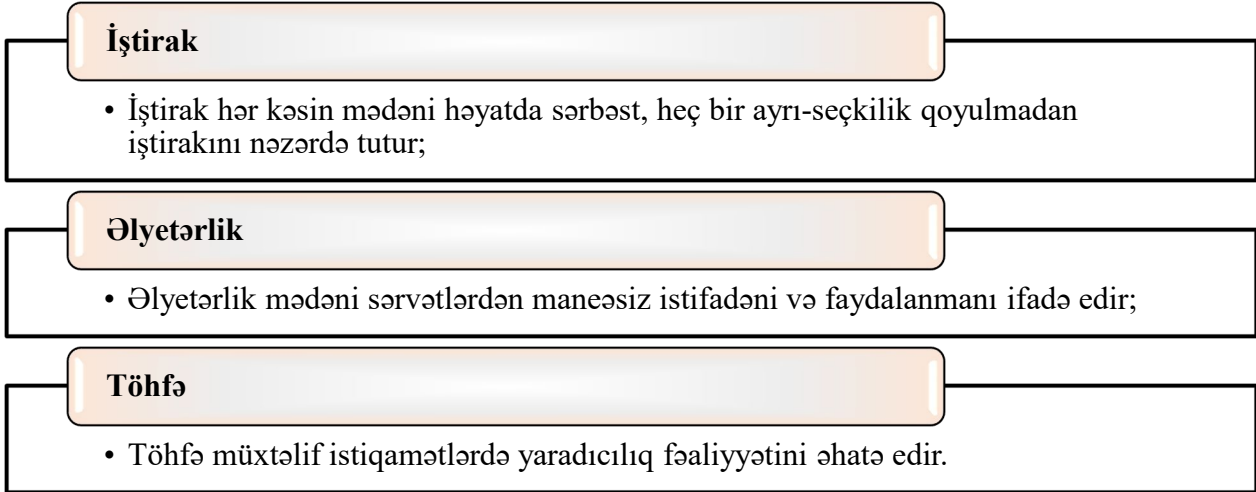 İştirak
• İştirak hər kəsin mədəni həyatda sərbəst, heç bir ayrı-seçkilik qoyulmadan
iştirakını nəzərdə tutur;
Əlyetərlik
• Əlyetərlik mədəni sərvətlərdən maneəsiz istifadəni və faydalanmanı ifadə edir;
Töhfə
• Töhfə müxtəlif istiqamətlərdə yaradıcılıq fəaliyyətini əhatə edir.